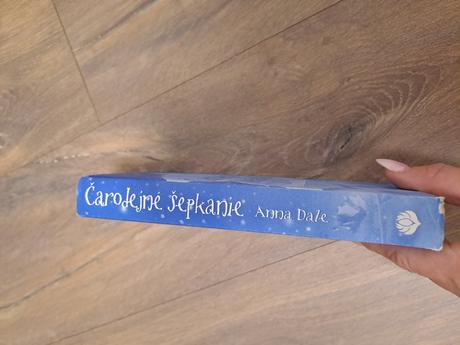 Čarodejné šepkanie Anna Dale